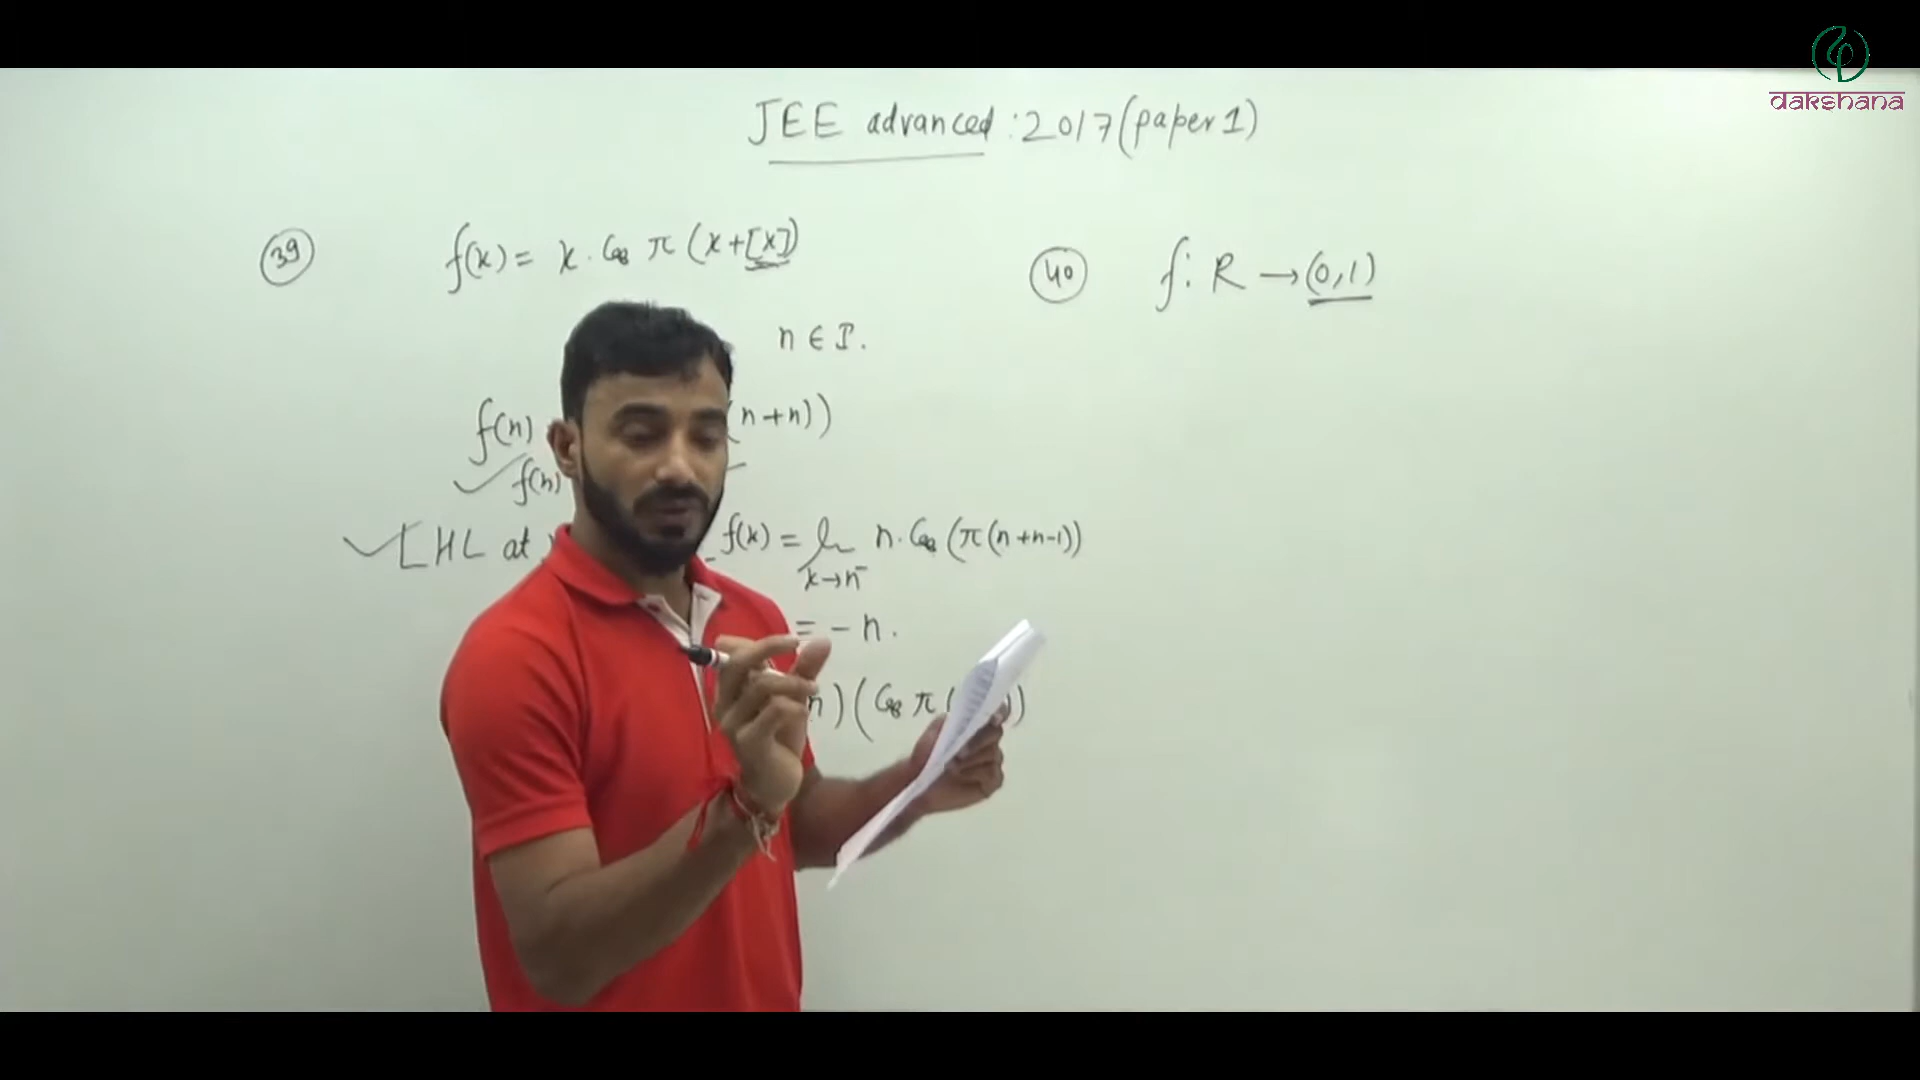 dakshana
JEE advanced : 2017 (paper 1)
39 f(x) = x · Cos π (x+[x])
n ∈ I.
f(n) (n+n))
f(n)
LHL at f(x) = lim n · Cos (π(n+n-1))
x→n⁻
= -n.
n) (Cos π ( ))
40 f: R → (0,1)